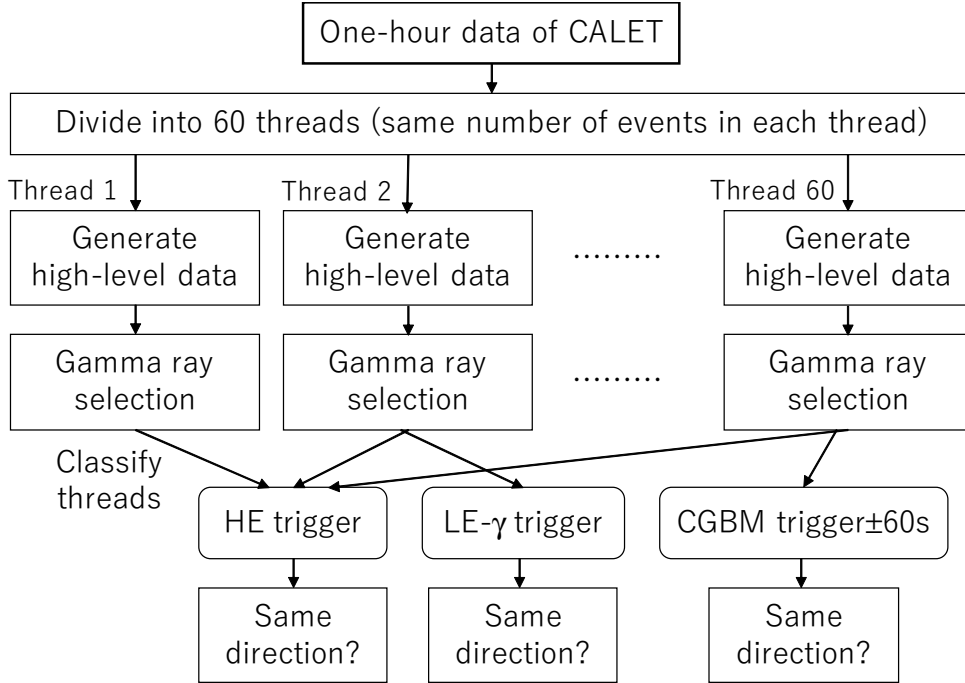 One-hour data of CALET
Divide into 60 threads (same number of events in each thread)
Thread 1
Thread 2
Thread 60
Generate
high-level data
Generate
high-level data
.........
Generate
high-level data
Gamma ray
selection
Gamma ray
selection
.........
Gamma ray
selection
Classify
threads
HE trigger
LE-γ trigger
CGBM trigger±60s
Same
direction?
Same
direction?
Same
direction?